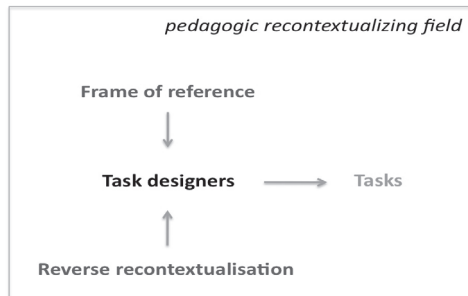 pedagogic recontextualizing field
Frame of reference
Task designers
Tasks
Reverse recontextualisation